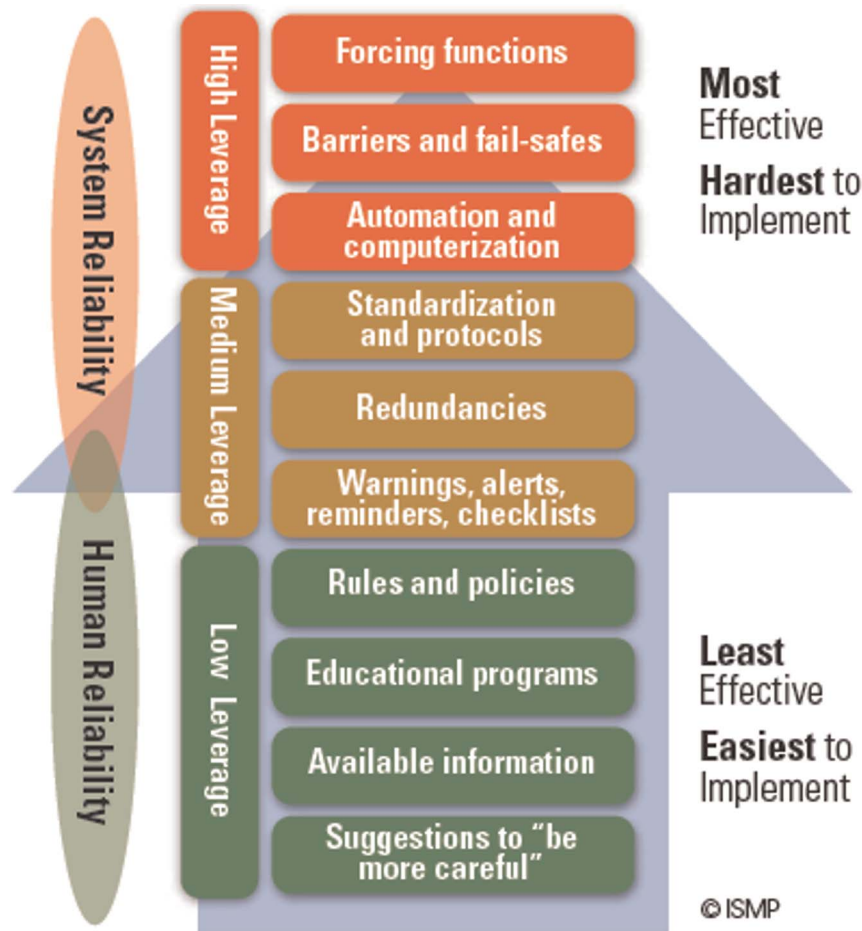 System Reliability
Human Reliability
High Leverage
Forcing functions
Barriers and fail-safes
Automation and
computerization
Medium Leverage
Standardization
and protocols
Redundancies
Warnings, alerts,
reminders, checklists
Low Leverage
Rules and policies
Educational programs
Available information
Suggestions to “be
more careful”
Most
Effective
Hardest to
Implement
Least
Effective
Easiest to
Implement
© ISMP